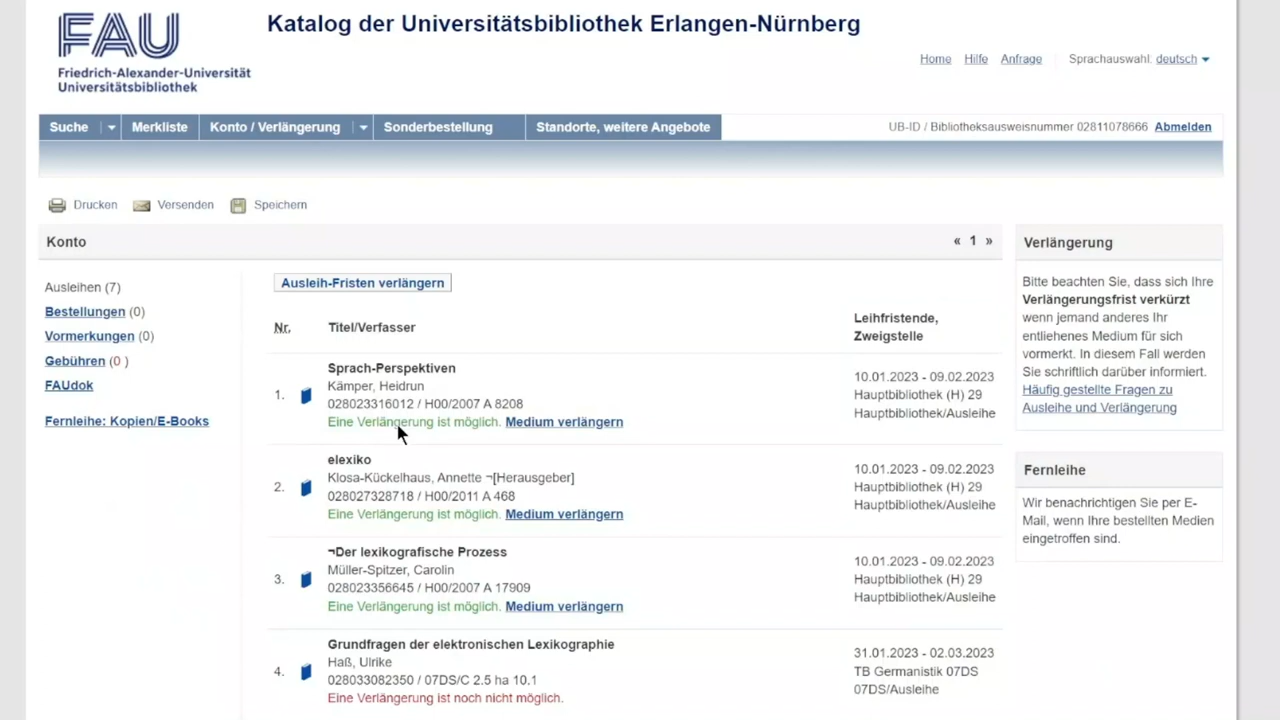 FAU
Friedrich-Alexander-Universität
Universitätsbibliothek
Katalog der Universitätsbibliothek Erlangen-Nürnberg
Home Hilfe Anfrage Sprachauswahl: deutsch
Suche Merkliste Konto / Verlängerung Sonderbestellung Standorte, weitere Angebote UB-ID / Bibliotheksausweisnummer 02811078666 Abmelden
Drucken Versenden Speichern
Konto « 1 »
Ausleihen (7)
Bestellungen (0)
Vormerkungen (0)
Gebühren (0 )
FAUdok
Fernleihe: Kopien/E-Books
Ausleih-Fristen verlängern
Nr. Titel/Verfasser Leihfristende, Zweigstelle
1. Sprach-Perspektiven
Kämper, Heidrun
028023316012 / H00/2007 A 8208
Eine Verlängerung ist möglich. Medium verlängern
10.01.2023 - 09.02.2023
Hauptbibliothek (H) 29
Hauptbibliothek/Ausleihe
2. elexiko
Klosa-Kückelhaus, Annette ¬[Herausgeber]
028027328718 / H00/2011 A 468
Eine Verlängerung ist möglich. Medium verlängern
10.01.2023 - 09.02.2023
Hauptbibliothek (H) 29
Hauptbibliothek/Ausleihe
3. ¬Der lexikografische Prozess
Müller-Spitzer, Carolin
028023356645 / H00/2007 A 17909
Eine Verlängerung ist möglich. Medium verlängern
10.01.2023 - 09.02.2023
Hauptbibliothek (H) 29
Hauptbibliothek/Ausleihe
4. Grundfragen der elektronischen Lexikographie
Haß, Ulrike
028033082350 / 07DS/C 2.5 ha 10.1
Eine Verlängerung ist noch nicht möglich.
31.01.2023 - 02.03.2023
TB Germanistik 07DS
07DS/Ausleihe
Verlängerung
Bitte beachten Sie, dass sich Ihre
Verlängerungsfrist verkürzt
wenn jemand anderes Ihr
entliehenes Medium für sich
vormerkt. In diesem Fall werden
Sie schriftlich darüber informiert.
Häufig gestellte Fragen zu
Ausleihe und Verlängerung
Fernleihe
Wir benachrichtigen Sie per E-
Mail, wenn Ihre bestellten Medien
eingetroffen sind.